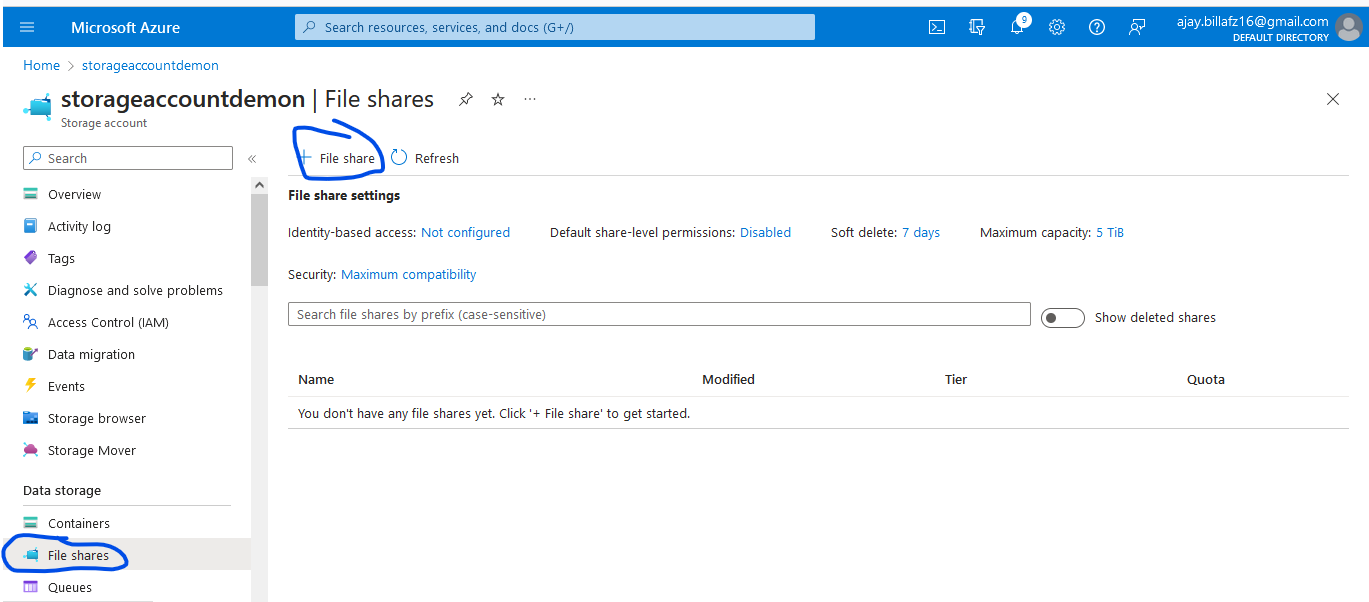 Microsoft Azure
Search resources, services, and docs (G+/)
9
ajay.billafz16@gmail.com
DEFAULT DIRECTORY
Home > storageaccountdemon
storageaccountdemon | File shares
Storage account
Search
+ File share
Refresh
Overview
Activity log
Tags
Diagnose and solve problems
Access Control (IAM)
Data migration
Events
Storage browser
Storage Mover
Data storage
Containers
File shares
Queues
File share settings
Identity-based access: Not configured
Default share-level permissions: Disabled
Soft delete: 7 days
Maximum capacity: 5 TiB
Security: Maximum compatibility
Search file shares by prefix (case-sensitive)
Show deleted shares
Name Modified Tier Quota
You don't have any file shares yet. Click '+ File share' to get started.